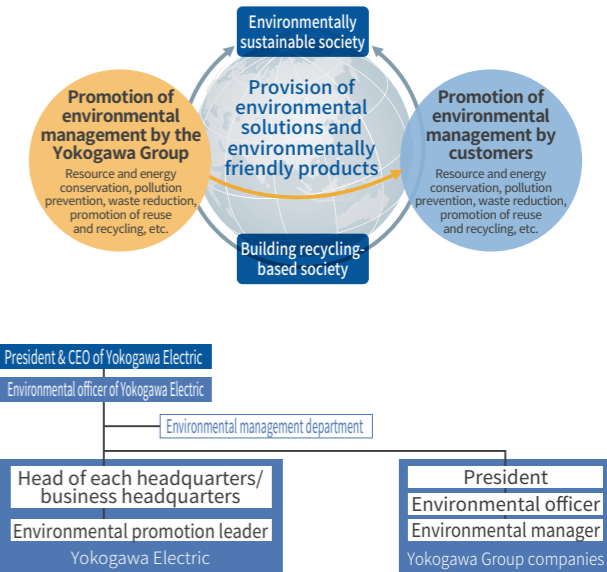 Environmentally
sustainable society
Promotion of
environmental
management by the
Yokogawa Group
Resource and energy
conservation, pollution
prevention, waste reduction,
promotion of reuse
and recycling, etc.
Provision of
environmental
solutions and
environmentally
friendly products
Promotion of
environmental
management by
customers
Resource and energy
conservation, pollution
prevention, waste reduction,
promotion of reuse
and recycling, etc.
Building recycling-
based society
President & CEO of Yokogawa Electric
Environmental officer of Yokogawa Electric
Environmental management department
Head of each headquarters/
business headquarters
Environmental promotion leader
Yokogawa Electric
President
Environmental officer
Environmental manager
Yokogawa Group companies